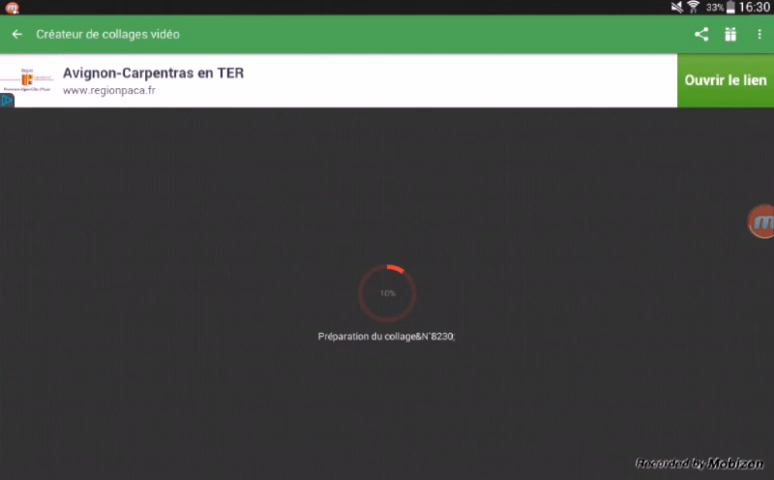 33% 16:30
Créateur de collages vidéo
Avignon-Carpentras en TER
www.regionpaca.fr
Ouvrir le lien
10%
Préparation du collage&N˚8230;
Recorded by Mobizen